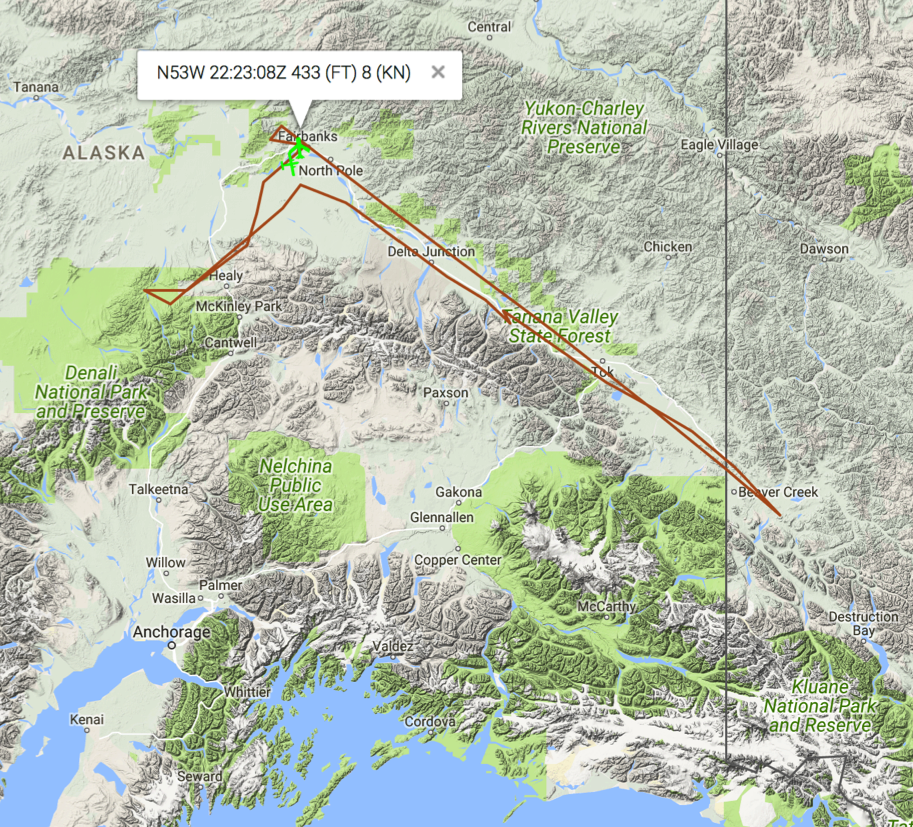 Central
N53W 22:23:08Z 433 (FT) 8 (KN) ×
Tanana
Yukon-Charley
Rivers National
Preserve
Fairbanks
ALASKA
Eagle Village
North Pole
Chicken
Dawson
Delta Junction
Healy
McKinley Park
Tanana Valley
State Forest
Cantwell
Tok
Denali
National Park
and Preserve
Paxson
Nelchina
Public
Use Area
Talkeetna
Gakona
Beaver Creek
Glennallen
Copper Center
Willow
Palmer
Wasilla
McCarthy
Destruction
Bay
Anchorage
Valdez
Whittier
Kluane
National Park
and Reserve
Kenai
Cordova
Seward